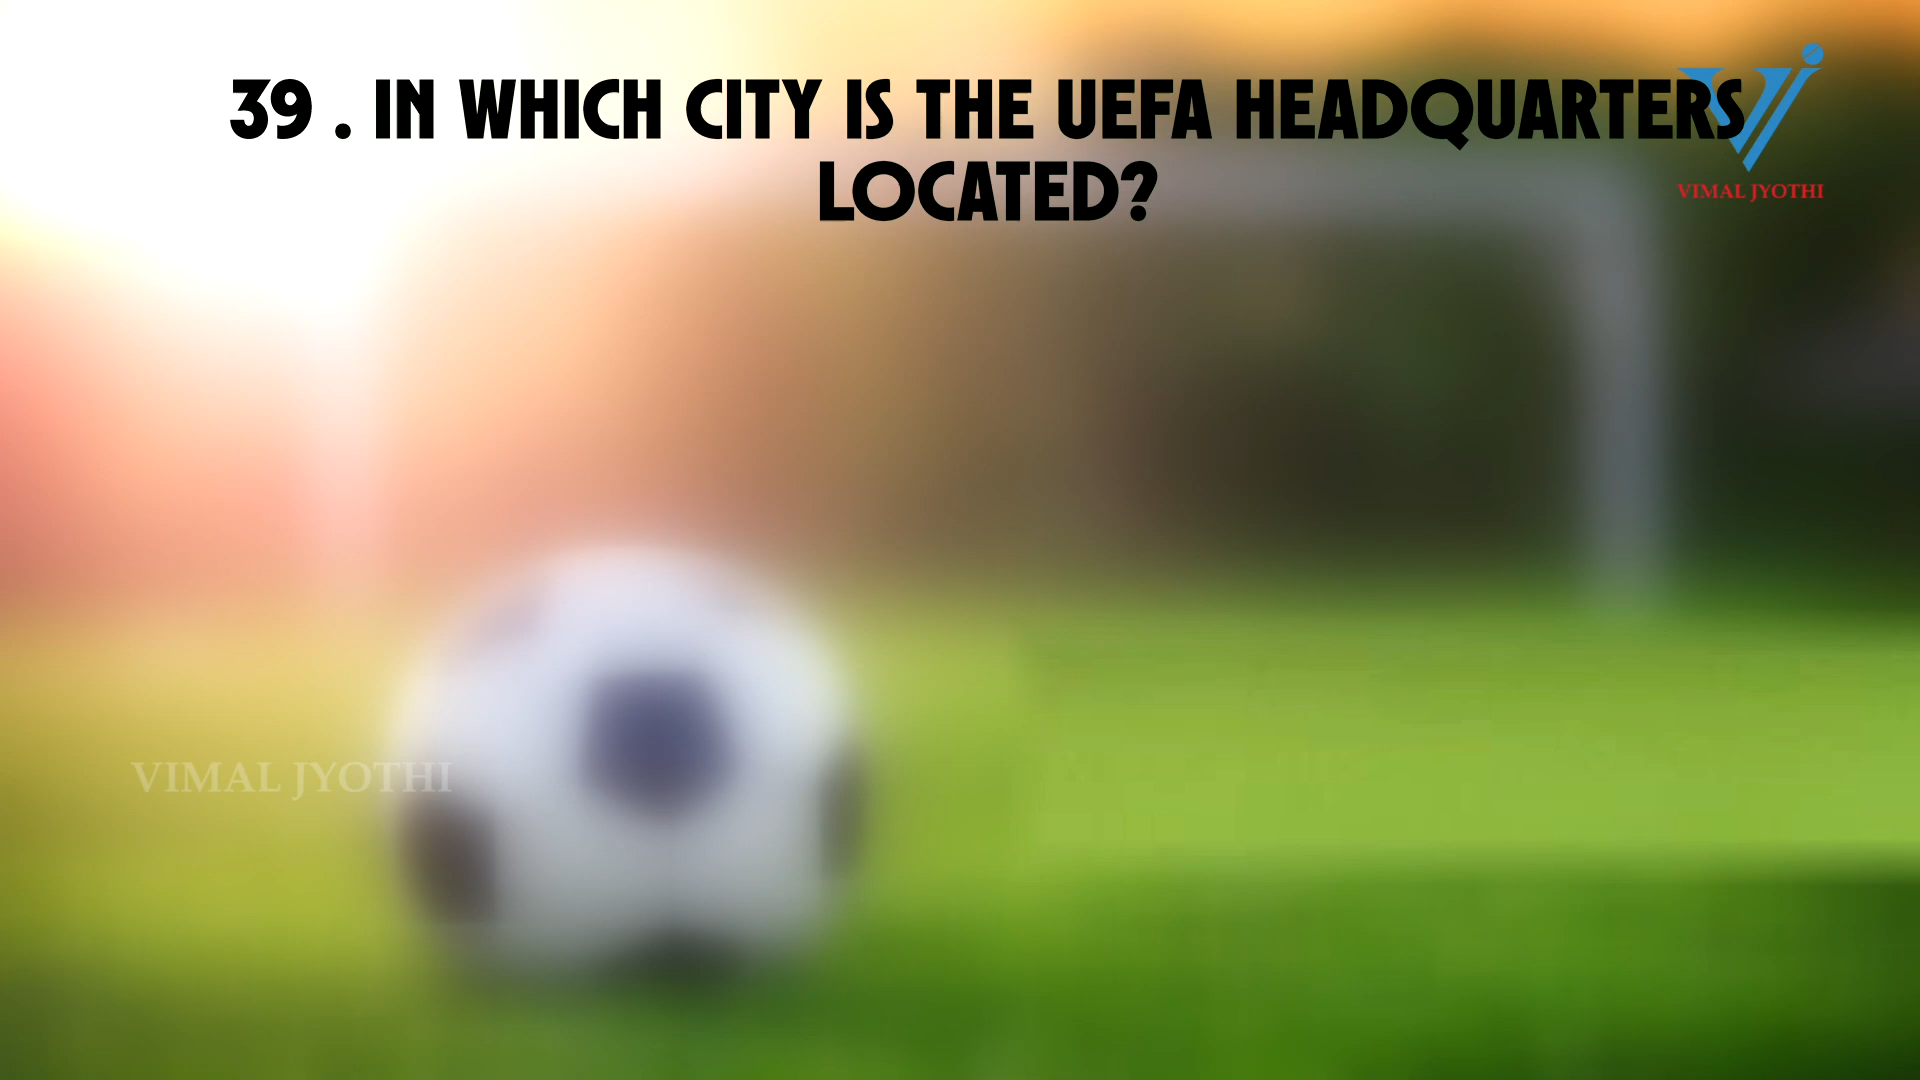 39 . IN WHICH CITY IS THE UEFA HEADQUARTERS
LOCATED?
VIMAL JYOTHI
VIMAL JYOTHI